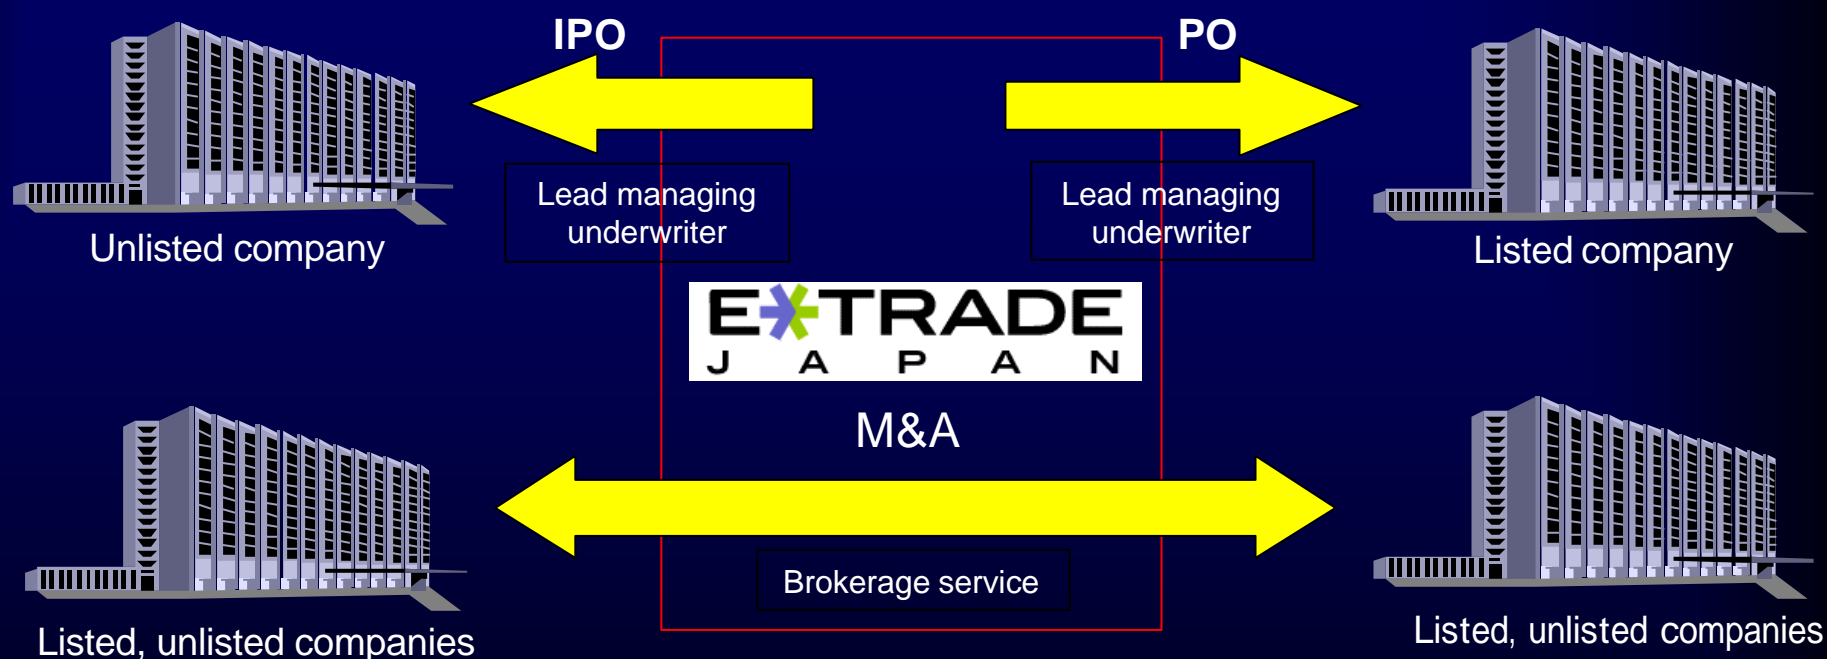 IPO
PO
Lead managing
underwriter
Lead managing
underwriter
Unlisted company
Listed company
E*TRADE
JAPAN
M&A
Brokerage service
Listed, unlisted companies
Listed, unlisted companies